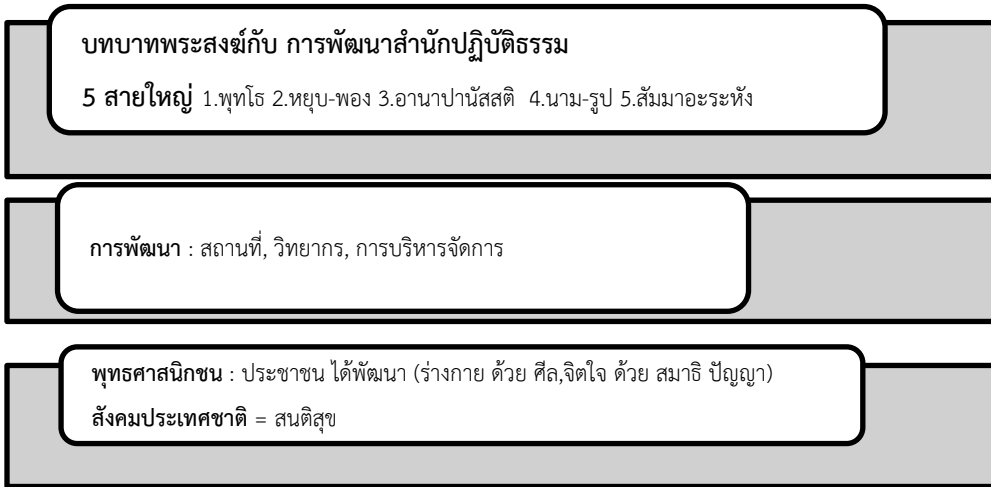 บทบาทพระสงฆ์กับ การพัฒนาสำนักปฏิบัติธรรม
5 สายใหญ่ 1.พุทโธ 2.หยุบ-พอง 3.อานาปานัสสติ 4.นาม-รูป 5.สัมมาอะระหัง
การพัฒนา : สถานที่, วิทยากร, การบริหารจัดการ
พุทธศาสนิกชน : ประชาชน ได้พัฒนา (ร่างกาย ด้วย ศีล,จิตใจ ด้วย สมาธิ ปัญญา)
สังคมประเทศชาติ = สนติสุข